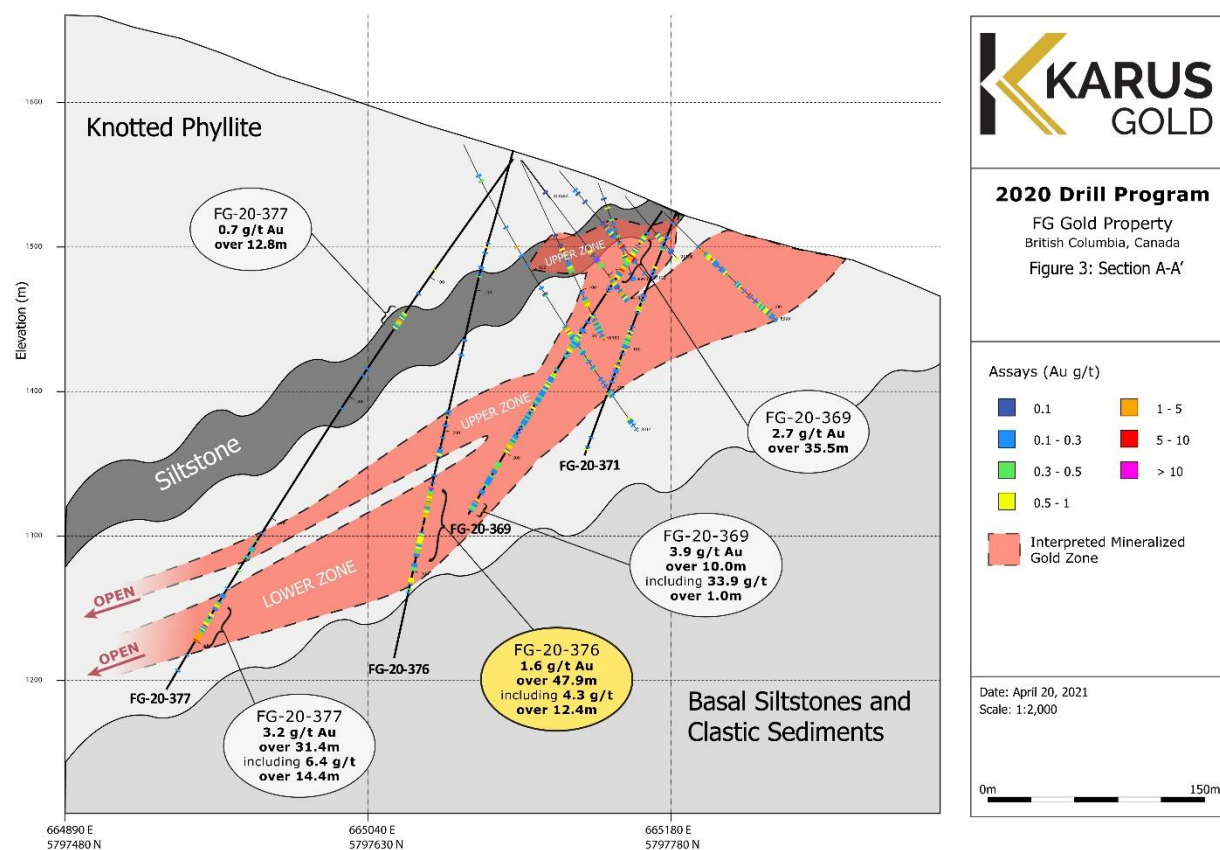 KARUS
GOLD
2020 Drill Program
FG Gold Property
British Columbia, Canada
Figure 3: Section A-A'
Assays (Au g/t)
0.1
0.1 - 0.3
0.3 - 0.5
0.5 - 1
1 - 5
5 - 10
> 10
Interpreted Mineralized
Gold Zone
Date: April 20, 2021
Scale: 1:2,000
0m
150m
Elevation (m)
1600
1500
1400
1300
1200
Knotted Phyllite
FG-20-377
0.7 g/t Au
over 12.8m
UPPER ZONE
Siltstone
UPPER ZONE
LOWER ZONE
OPEN
OPEN
FG-20-369
2.7 g/t Au
over 35.5m
FG-20-371
FG-20-369
FG-20-369
3.9 g/t Au
over 10.0m
including 33.9 g/t
over 1.0m
FG-20-376
FG-20-376
1.6 g/t Au
over 47.9m
including 4.3 g/t
over 12.4m
FG-20-377
FG-20-377
3.2 g/t Au
over 31.4m
including 6.4 g/t
over 14.4m
Basal Siltstones and
Clastic Sediments
664890 E
5797480 N
665040 E
5797630 N
665180 E
5797780 N